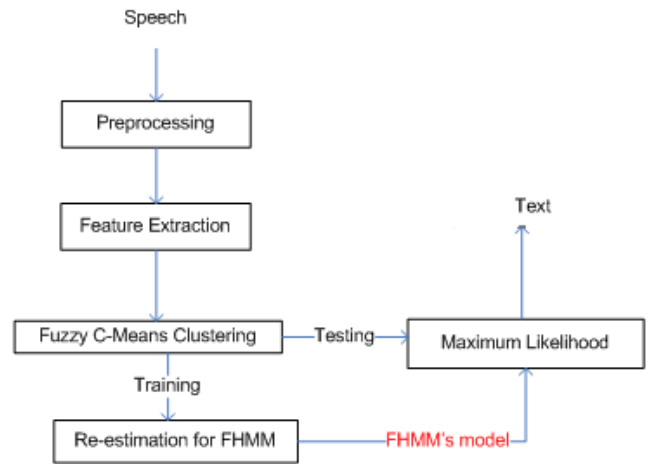 Speech
Preprocessing
Feature Extraction
Text
Fuzzy C-Means Clustering
Testing
Maximum Likelihood
Training
Re-estimation for FHMM
FHMM's model